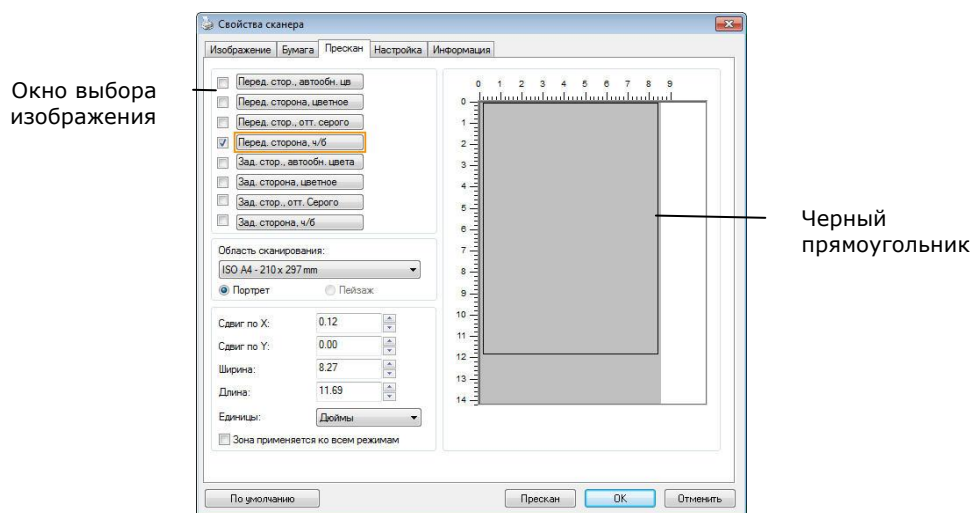 Свойства сканера
Изображение Бумага Прескан Настройка Информация
Окно выбора
изображения
Перед. стор., автообн. цв
Перед. сторона, цветное
Перед. стор., отт. серого
Перед. сторона, ч/б
Зад. стор., автообн. цвета
Зад. сторона, цветное
Зад. стор., отт. Серого
Зад. сторона, ч/б
Область сканирования:
ISO A4 - 210 x 297 mm
Портрет Пейзаж
Сдвиг по X: 0.12
Сдвиг по Y: 0.00
Ширина: 8.27
Длина: 11.69
Единицы: Дюймы
Зона применяется ко всем режимам
0 1 2 3 4 5 6 7 8 9
0
1
2
3
4
5
6
7
8
9
10
11
12
13
14
Черный
прямоугольник
По умолчанию Прескан OK Отменить